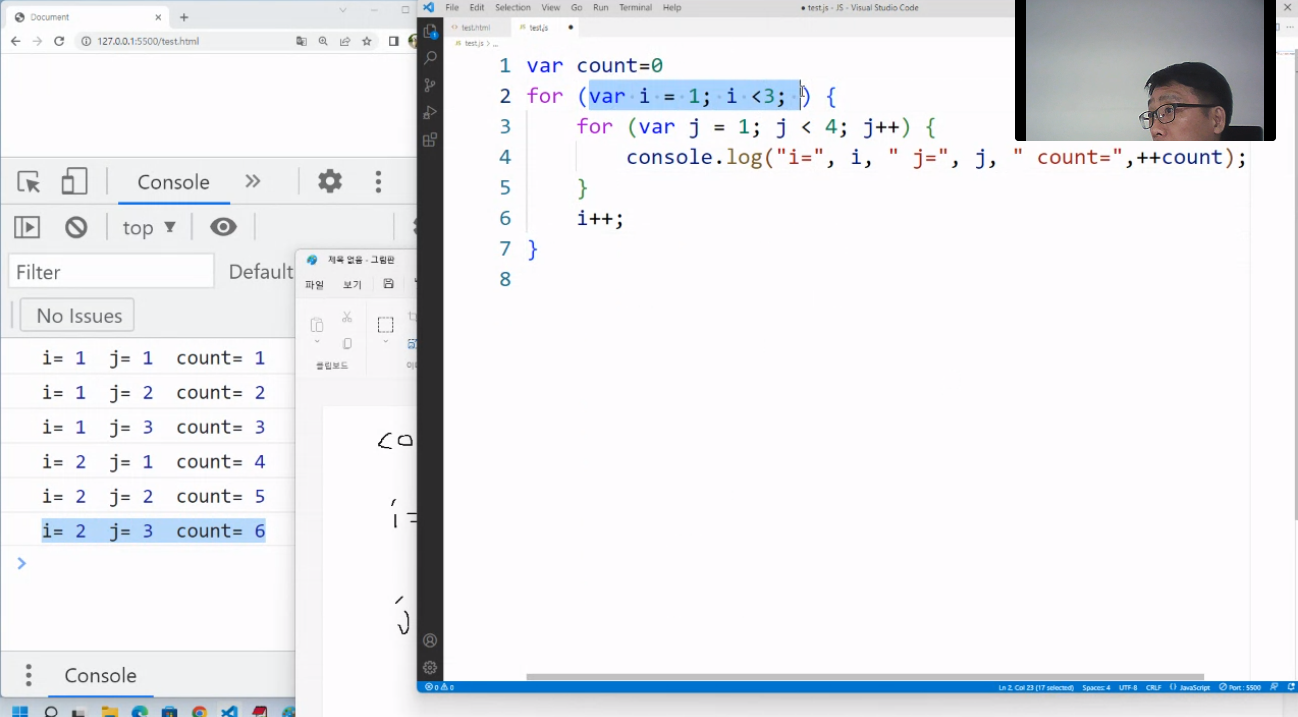 Document
127.0.0.1:5500/test.html
Console
top
Filter
Default
No Issues
i= 1 j= 1 count= 1
i= 1 j= 2 count= 2
i= 1 j= 3 count= 3
i= 2 j= 1 count= 4
i= 2 j= 2 count= 5
i= 2 j= 3 count= 6
Console
제목 없음 - 그림판
파일 보기
클립보드
co
i=
j
File Edit Selection View Go Run Terminal Help
● test.js - JS - Visual Studio Code
test.html
test.js
test.js > ...
1 var count=0
2 for (var i = 1; i <3; ) {
3 for (var j = 1; j < 4; j++) {
4 console.log("i=", i, " j=", j, " count=",++count);
5 }
6 i++;
7 }
8
0 0
Ln 2, Col 23 (17 selected) Spaces: 4 UTF-8 CRLF JavaScript Port : 5500